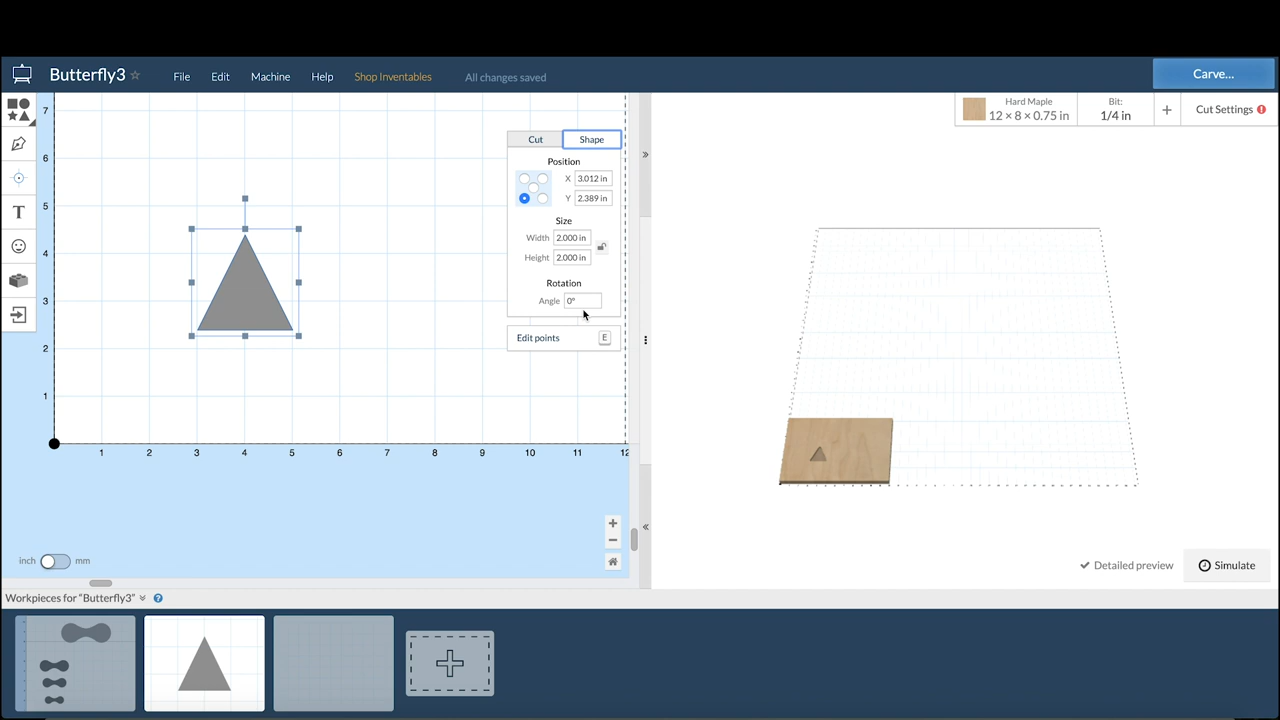 Butterfly3
File Edit Machine Help Shop Inventables All changes saved
Carve...
Hard Maple
12 × 8 × 0.75 in
Bit:
1/4 in
Cut Settings
7
6
5
4
3
2
1
1 2 3 4 5 6 7 8 9 10 11 12
Cut Shape
Position
X 3.012 in
Y 2.389 in
Size
Width 2.000 in
Height 2.000 in
Rotation
Angle 0°
Edit points E
T
inch mm
Detailed preview
Simulate
Workpieces for “Butterfly3”